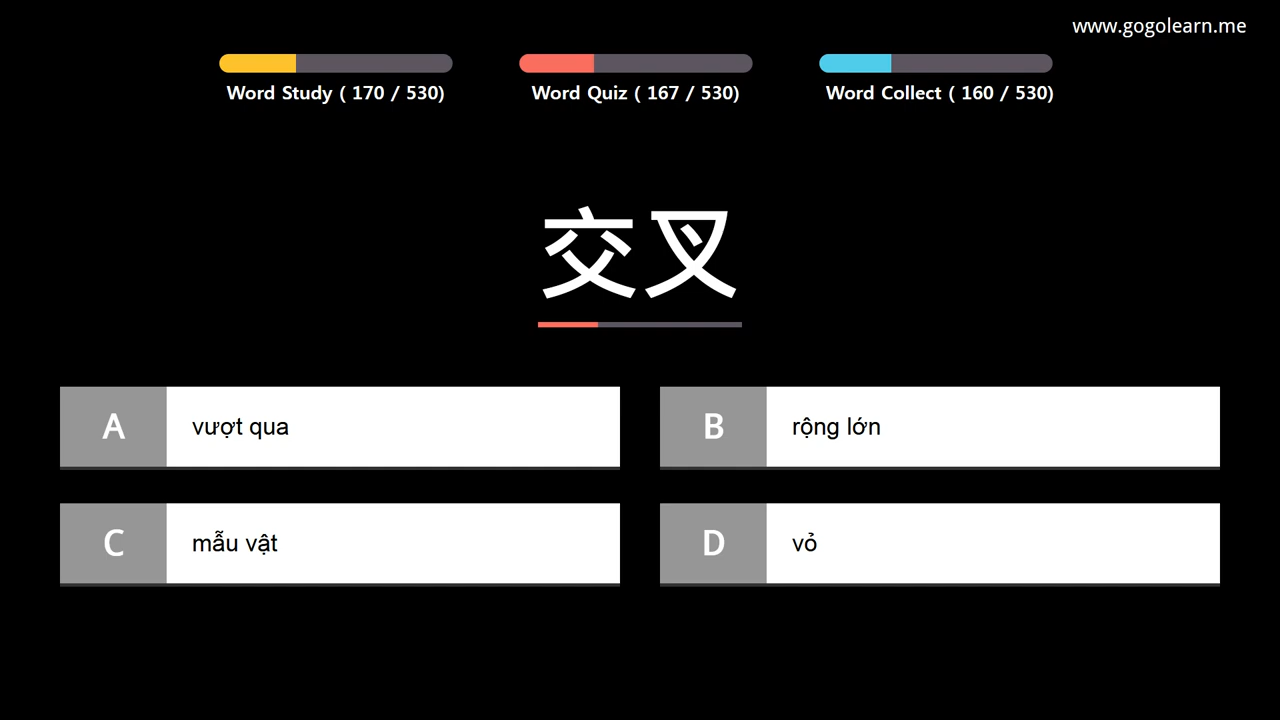 www.gogolearn.me
Word Study ( 170 / 530)
Word Quiz ( 167 / 530)
Word Collect ( 160 / 530)
交叉
A vượt qua
B rộng lớn
C mẫu vật
D vỏ